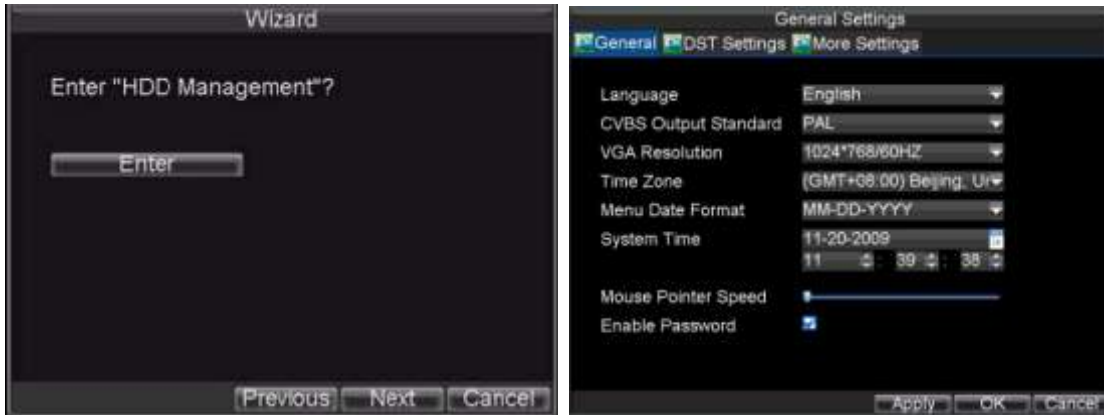 Wizard
Enter "HDD Management"?
Enter
Previous Next Cancel
General Settings
General DST Settings More Settings
Language English
CVBS Output Standard PAL
VGA Resolution 1024*768/60HZ
Time Zone (GMT+08:00) Beijing, Ur
Menu Date Format MM-DD-YYYY
System Time 11-20-2009
11 : 39 : 38
Mouse Pointer Speed
Enable Password
Apply OK Cancel